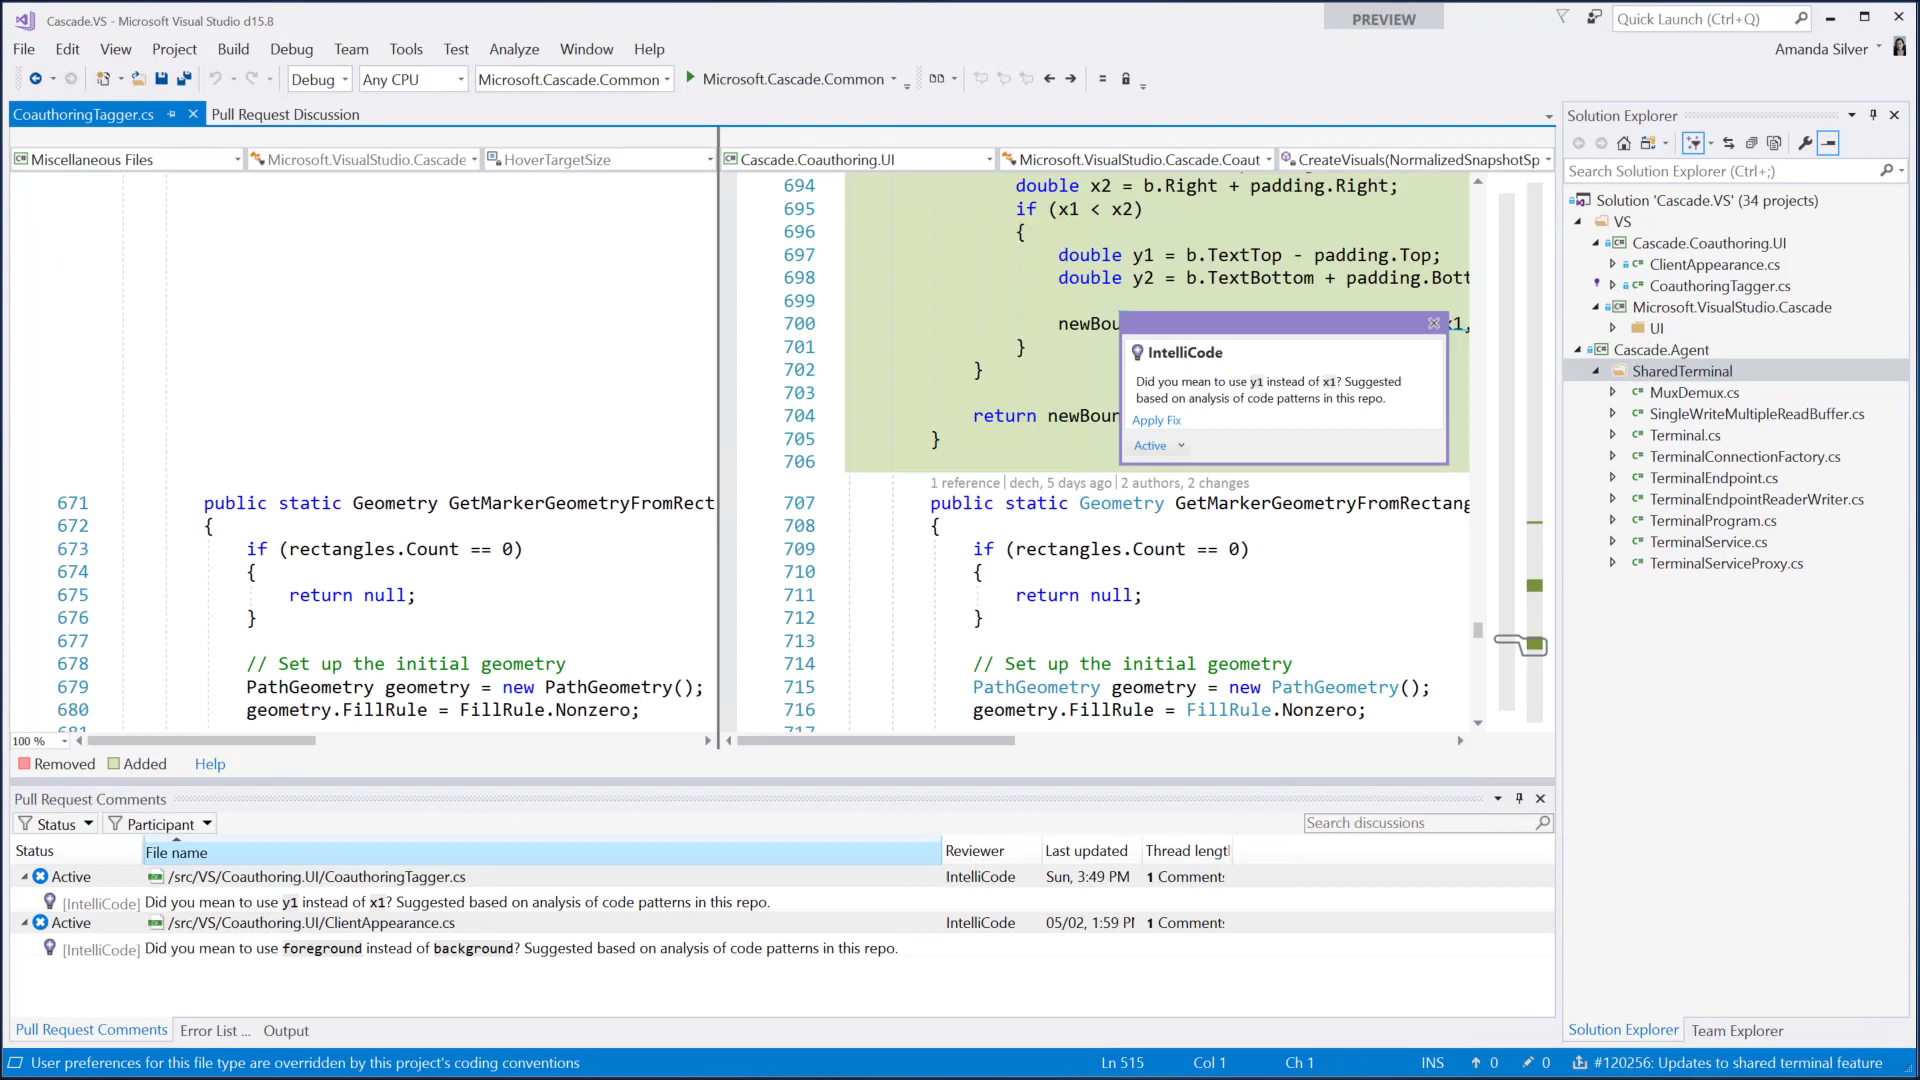 Cascade.VS - Microsoft Visual Studio d15.8
PREVIEW
Quick Launch (Ctrl+Q)
File Edit View Project Build Debug Team Tools Test Analyze Window Help
Amanda Silver
Debug Any CPU Microsoft.Cascade.Common Microsoft.Cascade.Common
CoauthoringTagger.cs
Pull Request Discussion
Miscellaneous Files
Microsoft.VisualStudio.Cascade
HoverTargetSize
Cascade.Coauthoring.UI
Microsoft.VisualStudio.Cascade.Coaut
CreateVisuals(NormalizedSnapshotSp
671 public static Geometry GetMarkerGeometryFromRect
672 {
673 if (rectangles.Count == 0)
674 {
675 return null;
676 }
677
678 // Set up the initial geometry
679 PathGeometry geometry = new PathGeometry();
680 geometry.FillRule = FillRule.Nonzero;
681
100 %
694 double x2 = b.Right + padding.Right;
695 if (x1 < x2)
696 {
697 double y1 = b.TextTop - padding.Top;
698 double y2 = b.TextBottom + padding.Bott
699
700 newBou x1,
701 }
702 }
703
704 return newBoun
705 }
706
1 reference | dech, 5 days ago | 2 authors, 2 changes
707 public static Geometry GetMarkerGeometryFromRectang
708 {
709 if (rectangles.Count == 0)
710 {
711 return null;
712 }
713
714 // Set up the initial geometry
715 PathGeometry geometry = new PathGeometry();
716 geometry.FillRule = FillRule.Nonzero;
717
IntelliCode
Did you mean to use y1 instead of x1? Suggested
based on analysis of code patterns in this repo.
Apply Fix
Active
Removed Added Help
Pull Request Comments
Status Participant
Search discussions
Status File name Reviewer Last updated Thread lengtl
Active /src/VS/Coauthoring.UI/CoauthoringTagger.cs IntelliCode Sun, 3:49 PM 1 Comments
[IntelliCode] Did you mean to use y1 instead of x1? Suggested based on analysis of code patterns in this repo.
Active /src/VS/Coauthoring.UI/ClientAppearance.cs IntelliCode 05/02, 1:59 PM 1 Comments
[IntelliCode] Did you mean to use foreground instead of background? Suggested based on analysis of code patterns in this repo.
Pull Request Comments Error List ... Output
Solution Explorer
Search Solution Explorer (Ctrl+;)
Solution 'Cascade.VS' (34 projects)
VS
Cascade.Coauthoring.UI
C# ClientAppearance.cs
C# CoauthoringTagger.cs
Microsoft.VisualStudio.Cascade
UI
Cascade.Agent
SharedTerminal
C# MuxDemux.cs
C# SingleWriteMultipleReadBuffer.cs
C# Terminal.cs
C# TerminalConnectionFactory.cs
C# TerminalEndpoint.cs
C# TerminalEndpointReaderWriter.cs
C# TerminalProgram.cs
C# TerminalService.cs
C# TerminalServiceProxy.cs
Solution Explorer Team Explorer
User preferences for this file type are overridden by this project's coding conventions
Ln 515 Col 1 Ch 1 INS 0 0 #120256: Updates to shared terminal feature